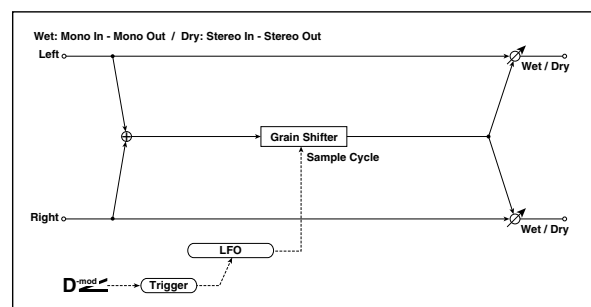 Wet: Mono In - Mono Out / Dry: Stereo In - Stereo Out
Left
Wet / Dry
Grain Shifter
Sample Cycle
Right
Wet / Dry
LFO
D-mod
Trigger